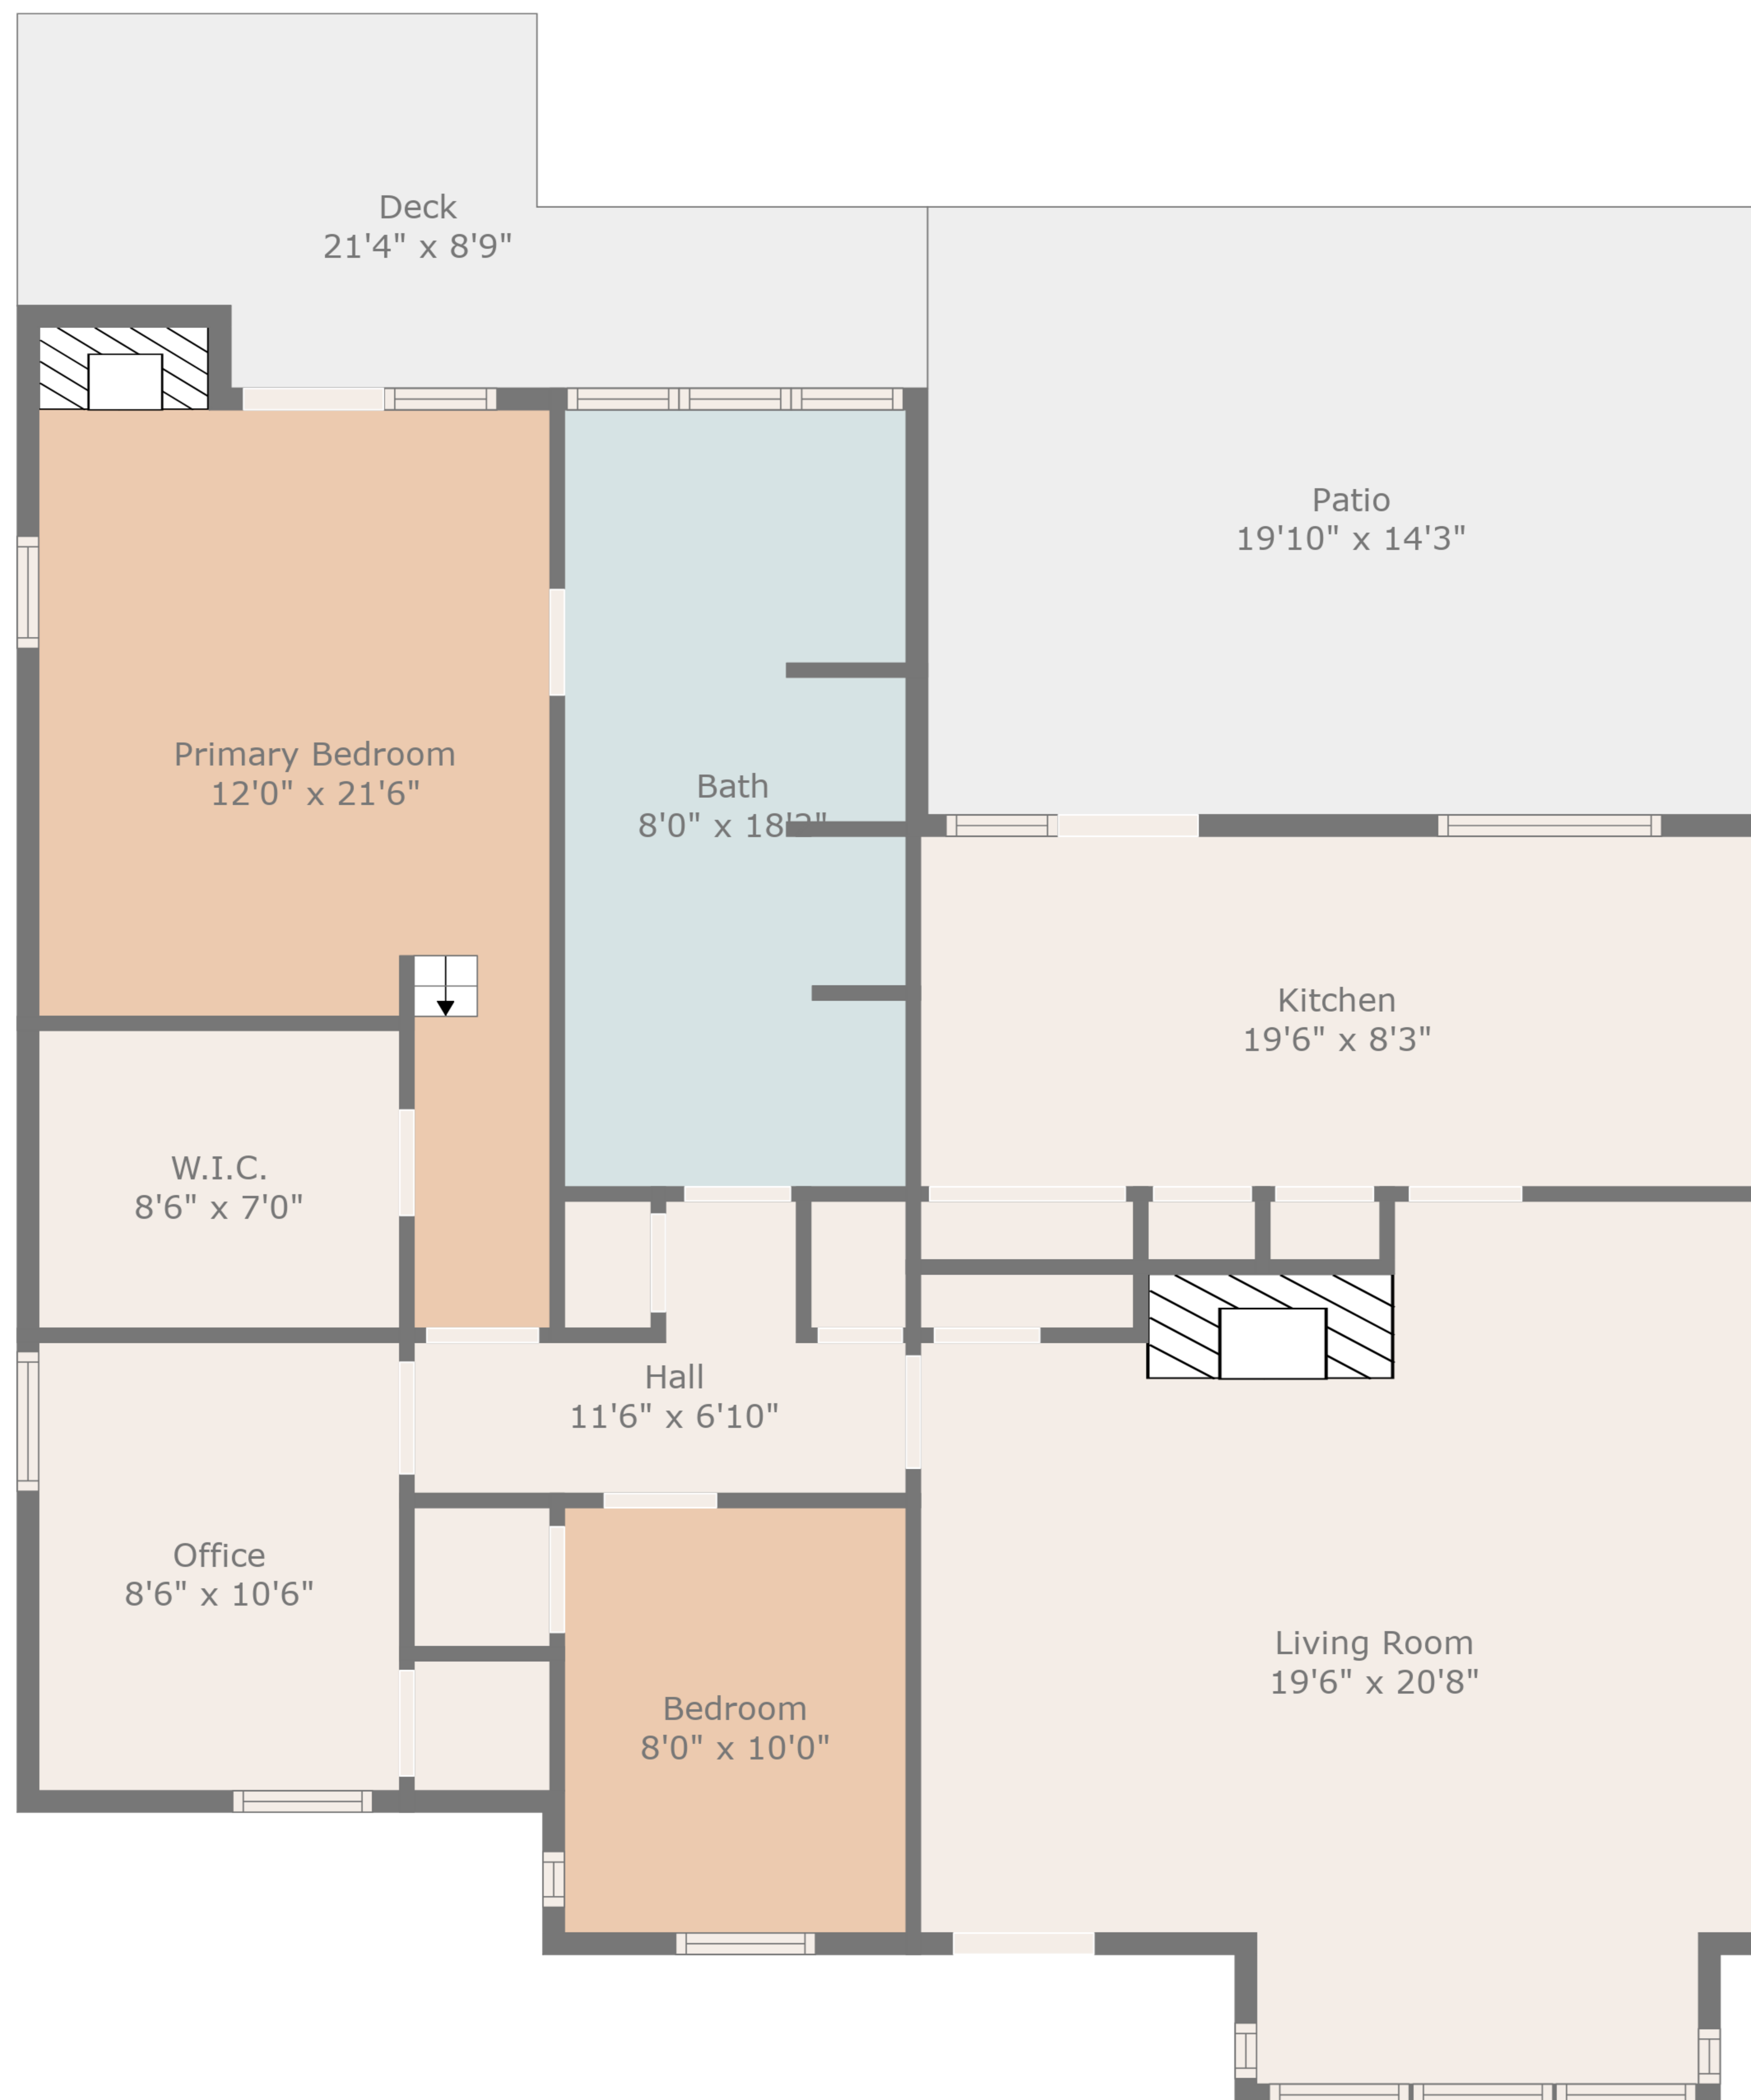 Deck
21'4" x 8'9"
Patio
19'10" x 14'3"
Primary Bedroom
12'0" x 21'6"
Bath
8'0" x 18'2"
Kitchen
19'6" x 8'3"
W.I.C.
8'6" x 7'0"
Hall
11'6" x 6'10"
Office
8'6" x 10'6"
Living Room
19'6" x 20'8"
Bedroom
8'0" x 10'0"